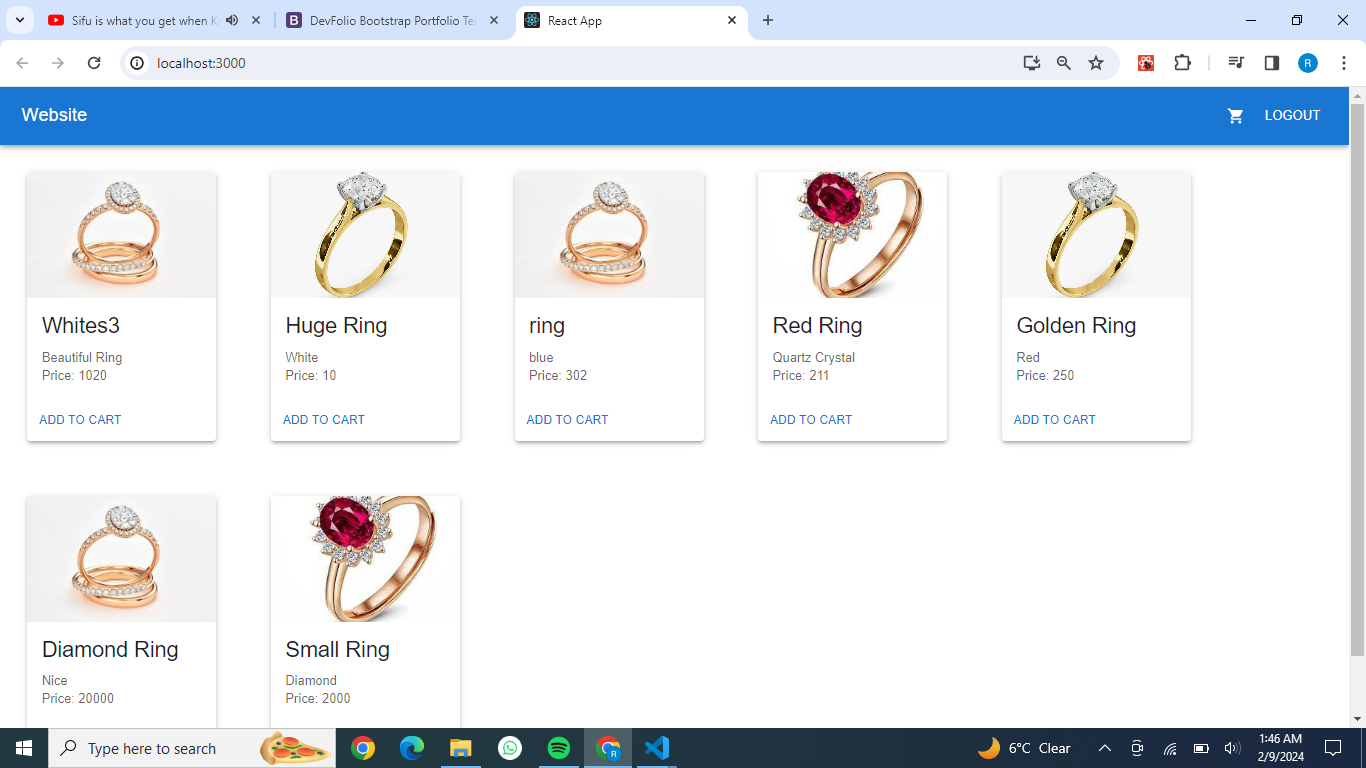 Sifu is what you get when K
DevFolio Bootstrap Portfolio Te
React App
localhost:3000
R
Website
LOGOUT
Whites3
Beautiful Ring
Price: 1020
ADD TO CART
Huge Ring
White
Price: 10
ADD TO CART
ring
blue
Price: 302
ADD TO CART
Red Ring
Quartz Crystal
Price: 211
ADD TO CART
Golden Ring
Red
Price: 250
ADD TO CART
Diamond Ring
Nice
Price: 20000
Small Ring
Diamond
Price: 2000
Type here to search
R
6°C Clear
1:46 AM
2/9/2024